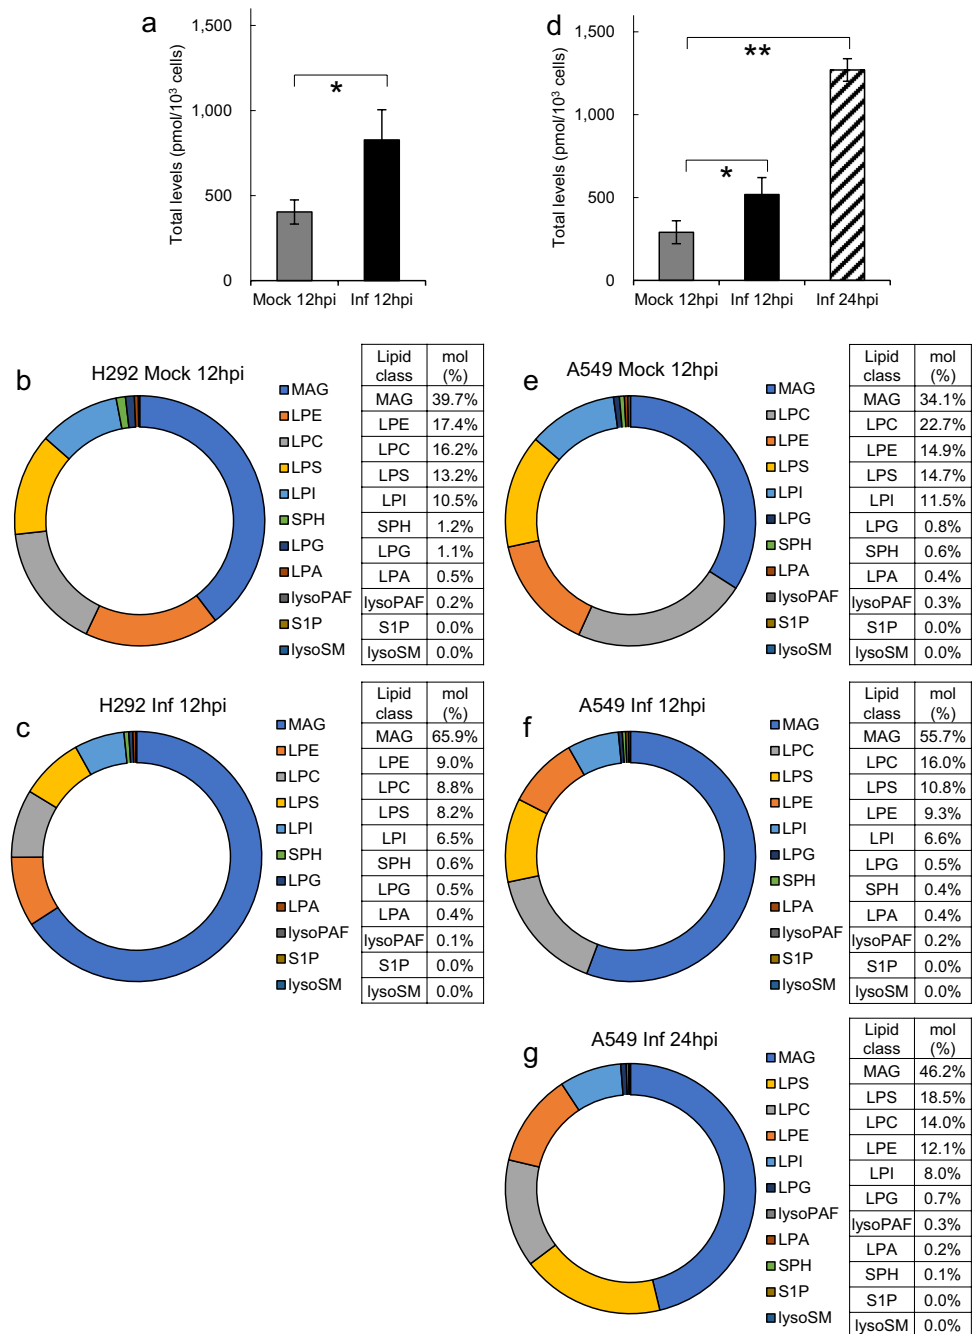 a
Total levels (pmol/10³ cells)
1,500
1,000
500
0
*
Mock 12hpi
Inf 12hpi
d
Total levels (pmol/10³ cells)
1,500
1,000
500
0
**
*
Mock 12hpi
Inf 12hpi
Inf 24hpi
b
H292 Mock 12hpi
MAG
LPE
LPC
LPS
LPI
SPH
LPG
LPA
lysoPAF
S1P
lysoSM
Lipid class mol (%)
MAG 39.7%
LPE 17.4%
LPC 16.2%
LPS 13.2%
LPI 10.5%
SPH 1.2%
LPG 1.1%
LPA 0.5%
lysoPAF 0.2%
S1P 0.0%
lysoSM 0.0%
e
A549 Mock 12hpi
MAG
LPC
LPE
LPS
LPI
LPG
SPH
LPA
lysoPAF
S1P
lysoSM
Lipid class mol (%)
MAG 34.1%
LPC 22.7%
LPE 14.9%
LPS 14.7%
LPI 11.5%
LPG 0.8%
SPH 0.6%
LPA 0.4%
lysoPAF 0.3%
S1P 0.0%
lysoSM 0.0%
c
H292 Inf 12hpi
MAG
LPE
LPC
LPS
LPI
SPH
LPG
LPA
lysoPAF
S1P
lysoSM
Lipid class mol (%)
MAG 65.9%
LPE 9.0%
LPC 8.8%
LPS 8.2%
LPI 6.5%
SPH 0.6%
LPG 0.5%
LPA 0.4%
lysoPAF 0.1%
S1P 0.0%
lysoSM 0.0%
f
A549 Inf 12hpi
MAG
LPC
LPS
LPE
LPI
LPG
SPH
LPA
lysoPAF
S1P
lysoSM
Lipid class mol (%)
MAG 55.7%
LPC 16.0%
LPS 10.8%
LPE 9.3%
LPI 6.6%
LPG 0.5%
SPH 0.4%
LPA 0.4%
lysoPAF 0.2%
S1P 0.0%
lysoSM 0.0%
g
A549 Inf 24hpi
MAG
LPS
LPC
LPE
LPI
LPG
lysoPAF
LPA
SPH
S1P
lysoSM
Lipid class mol (%)
MAG 46.2%
LPS 18.5%
LPC 14.0%
LPE 12.1%
LPI 8.0%
LPG 0.7%
lysoPAF 0.3%
LPA 0.2%
SPH 0.1%
S1P 0.0%
lysoSM 0.0%